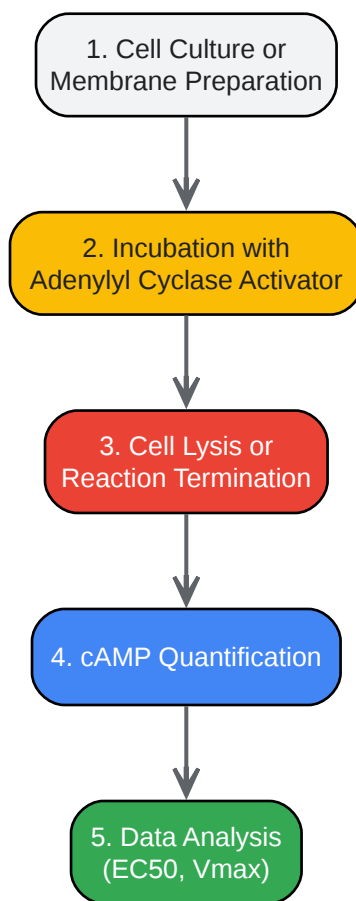 1. Cell Culture or
Membrane Preparation
2. Incubation with
Adenylyl Cyclase Activator
3. Cell Lysis or
Reaction Termination
4. cAMP Quantification
5. Data Analysis
(EC50, Vmax)